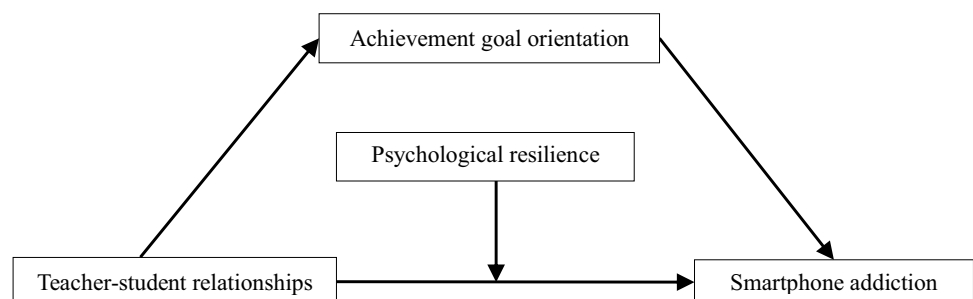 Achievement goal orientation
Psychological resilience
Teacher-student relationships
Smartphone addiction